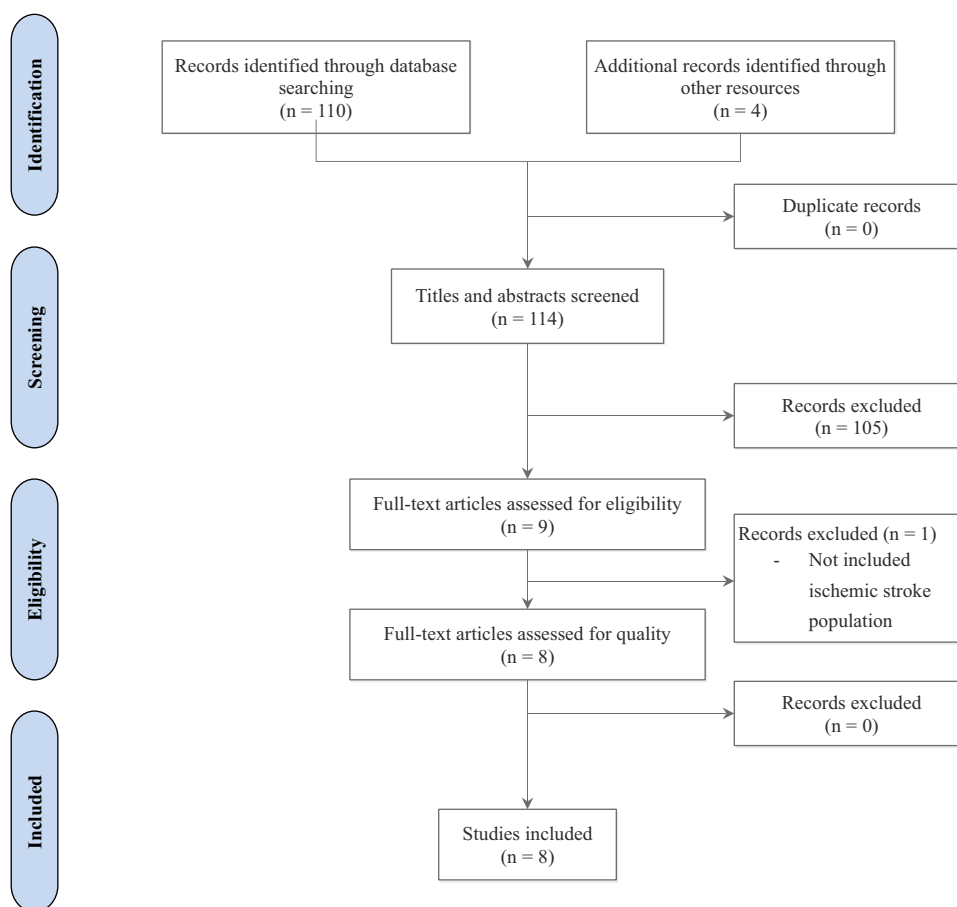 Identification
Records identified through database
searching
(n = 110)
Additional records identified through
other resources
(n = 4)
Duplicate records
(n = 0)
Screening
Titles and abstracts screened
(n = 114)
Records excluded
(n = 105)
Eligibility
Full-text articles assessed for eligibility
(n = 9)
Records excluded (n = 1)
- Not included
ischemic stroke
population
Full-text articles assessed for quality
(n = 8)
Records excluded
(n = 0)
Included
Studies included
(n = 8)